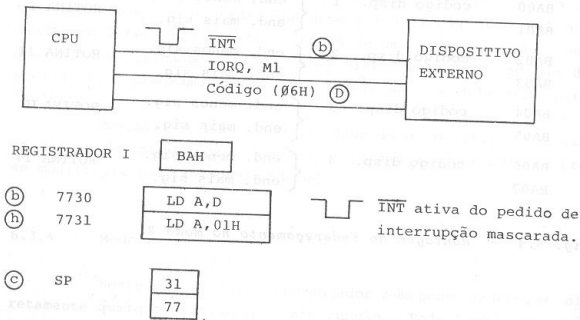 CPU
INT
b
IORQ, M1
Código (Ø6H) D
DISPOSITIVO
EXTERNO
REGISTRADOR I BAH
b 7730 LD A,D
h 7731 LD A,01H
INT ativa do pedido de
interrupção mascarada.
c SP 31
77